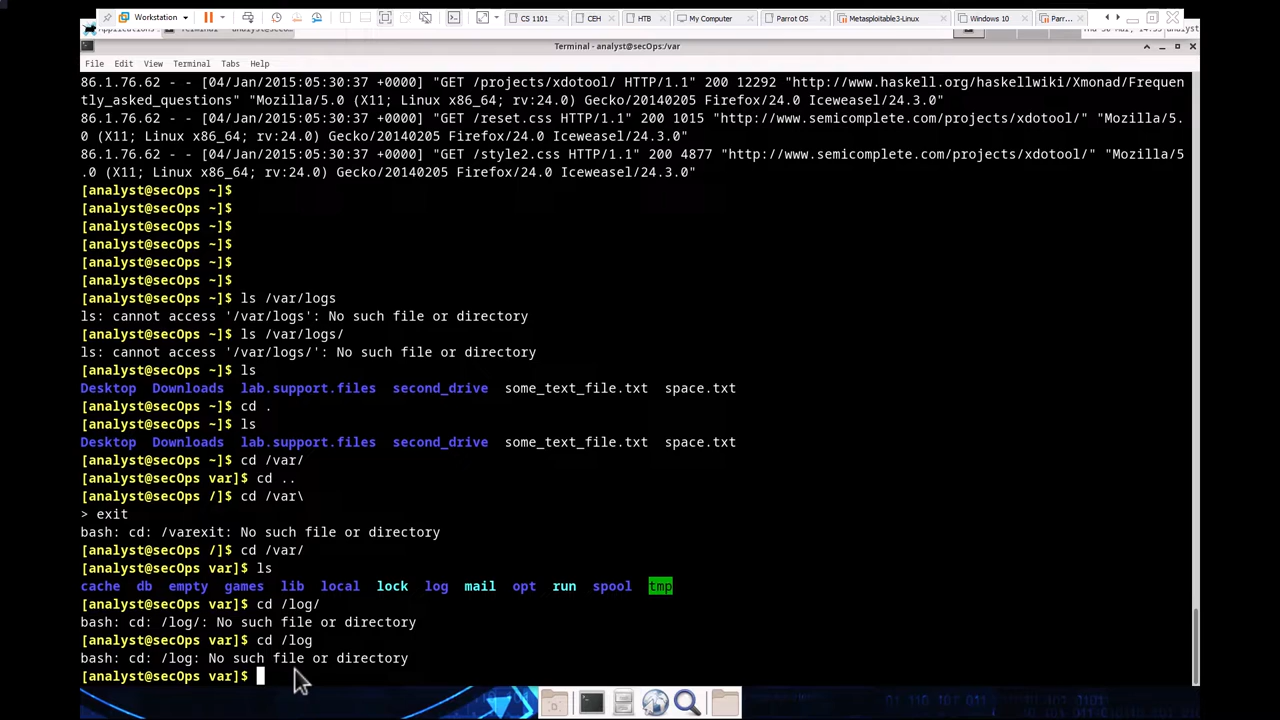 Workstation CS 1101 CEH HTB My Computer Parrot OS Metasploitable3-Linux Windows 10 Parr...
Terminal - analyst@secOps:/var
File Edit View Terminal Tabs Help
86.1.76.62 - - [04/Jan/2015:05:30:37 +0000] "GET /projects/xdotool/ HTTP/1.1" 200 12292 "http://www.haskell.org/haskellwiki/Xmonad/Frequen
tly_asked_questions" "Mozilla/5.0 (X11; Linux x86_64; rv:24.0) Gecko/20140205 Firefox/24.0 Iceweasel/24.3.0"
86.1.76.62 - - [04/Jan/2015:05:30:37 +0000] "GET /reset.css HTTP/1.1" 200 1015 "http://www.semicomplete.com/projects/xdotool/" "Mozilla/5.
0 (X11; Linux x86_64; rv:24.0) Gecko/20140205 Firefox/24.0 Iceweasel/24.3.0"
86.1.76.62 - - [04/Jan/2015:05:30:37 +0000] "GET /style2.css HTTP/1.1" 200 4877 "http://www.semicomplete.com/projects/xdotool/" "Mozilla/5
.0 (X11; Linux x86_64; rv:24.0) Gecko/20140205 Firefox/24.0 Iceweasel/24.3.0"
[analyst@secOps ~]$
[analyst@secOps ~]$
[analyst@secOps ~]$
[analyst@secOps ~]$
[analyst@secOps ~]$
[analyst@secOps ~]$
[analyst@secOps ~]$ ls /var/logs
ls: cannot access '/var/logs': No such file or directory
[analyst@secOps ~]$ ls /var/logs/
ls: cannot access '/var/logs/': No such file or directory
[analyst@secOps ~]$ ls
Desktop Downloads lab.support.files second_drive some_text_file.txt space.txt
[analyst@secOps ~]$ cd .
[analyst@secOps ~]$ ls
Desktop Downloads lab.support.files second_drive some_text_file.txt space.txt
[analyst@secOps ~]$ cd /var/
[analyst@secOps var]$ cd ..
[analyst@secOps /]$ cd /var\
> exit
bash: cd: /varexit: No such file or directory
[analyst@secOps /]$ cd /var/
[analyst@secOps var]$ ls
cache db empty games lib local lock log mail opt run spool tmp
[analyst@secOps var]$ cd /log/
bash: cd: /log/: No such file or directory
[analyst@secOps var]$ cd /log
bash: cd: /log: No such file or directory
[analyst@secOps var]$